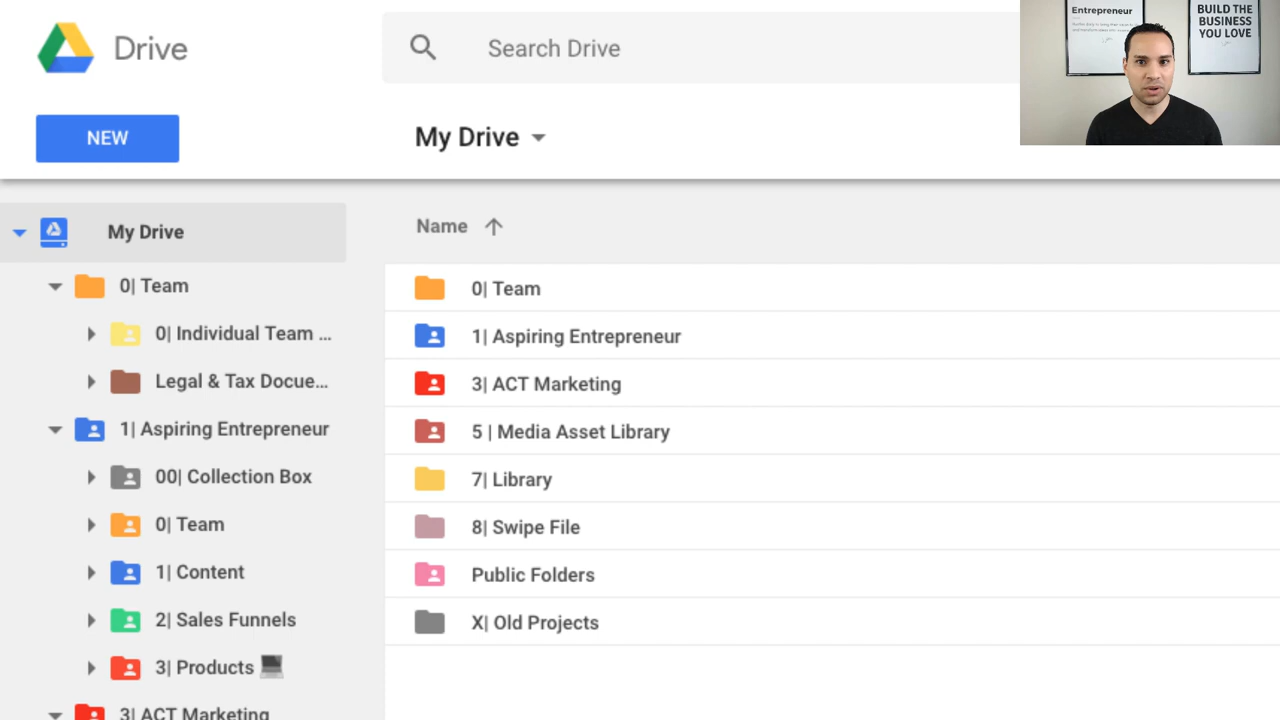 Drive
Search Drive
Entrepreneur
BUILD THE
BUSINESS
YOU LOVE
NEW
My Drive
My Drive
0| Team
0| Individual Team ...
Legal & Tax Docue...
1| Aspiring Entrepreneur
00| Collection Box
0| Team
1| Content
2| Sales Funnels
3| Products
3| ACT Marketing
Name
0| Team
1| Aspiring Entrepreneur
3| ACT Marketing
5 | Media Asset Library
7| Library
8| Swipe File
Public Folders
X| Old Projects